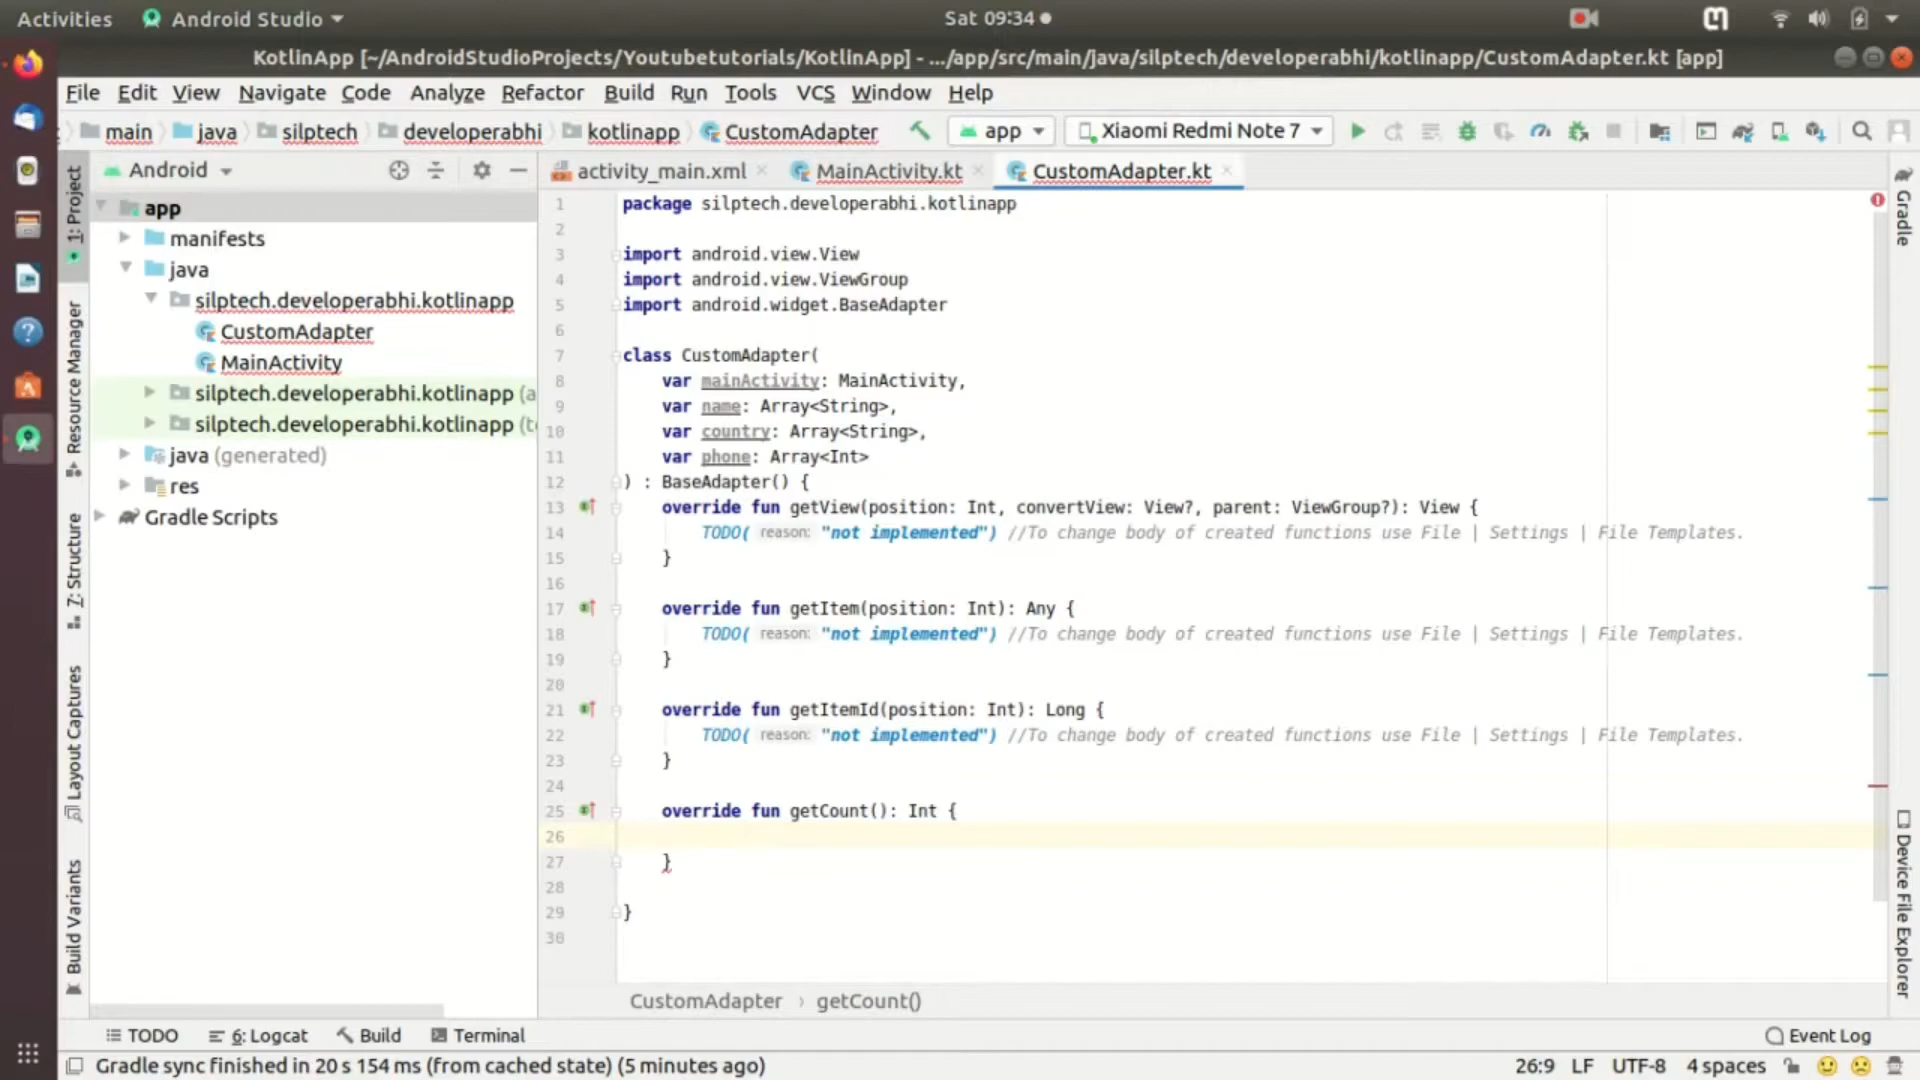 Activities Android Studio Sat 09:34
KotlinApp [~/AndroidStudioProjects/Youtubetutorials/KotlinApp] - .../app/src/main/java/silptech/developerabhi/kotlinapp/CustomAdapter.kt [app]
File Edit View Navigate Code Analyze Refactor Build Run Tools VCS Window Help
main java silptech developerabhi kotlinapp CustomAdapter app Xiaomi Redmi Note 7
Android
activity_main.xml MainActivity.kt CustomAdapter.kt
1: Project
Resource Manager
7: Structure
Layout Captures
Build Variants
app
manifests
java
silptech.developerabhi.kotlinapp
CustomAdapter
MainActivity
silptech.developerabhi.kotlinapp (a
silptech.developerabhi.kotlinapp (t
java (generated)
res
Gradle Scripts
1 package silptech.developerabhi.kotlinapp
2
3 import android.view.View
4 import android.view.ViewGroup
5 import android.widget.BaseAdapter
6
7 class CustomAdapter(
8 var mainActivity: MainActivity,
9 var name: Array<String>,
10 var country: Array<String>,
11 var phone: Array<Int>
12 ) : BaseAdapter() {
13 override fun getView(position: Int, convertView: View?, parent: ViewGroup?): View {
14 TODO( reason: "not implemented") //To change body of created functions use File | Settings | File Templates.
15 }
16
17 override fun getItem(position: Int): Any {
18 TODO( reason: "not implemented") //To change body of created functions use File | Settings | File Templates.
19 }
20
21 override fun getItemId(position: Int): Long {
22 TODO( reason: "not implemented") //To change body of created functions use File | Settings | File Templates.
23 }
24
25 override fun getCount(): Int {
26
27 }
28
29 }
30
Gradle
Device File Explorer
CustomAdapter › getCount()
TODO 6: Logcat Build Terminal Event Log
Gradle sync finished in 20 s 154 ms (from cached state) (5 minutes ago) 26:9 LF UTF-8 4 spaces